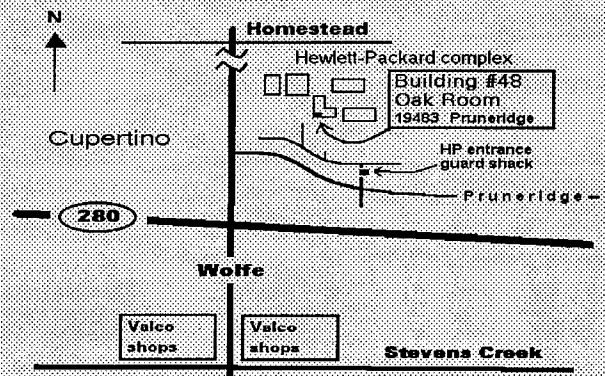 N
Homestead
Hewlett-Packard complex
Building #48
Oak Room
19483 Pruneridge
Cupertino
HP entrance
guard shack
Pruneridge
280
Wolfe
Valco
shops
Valco
shops
Stevens Creek